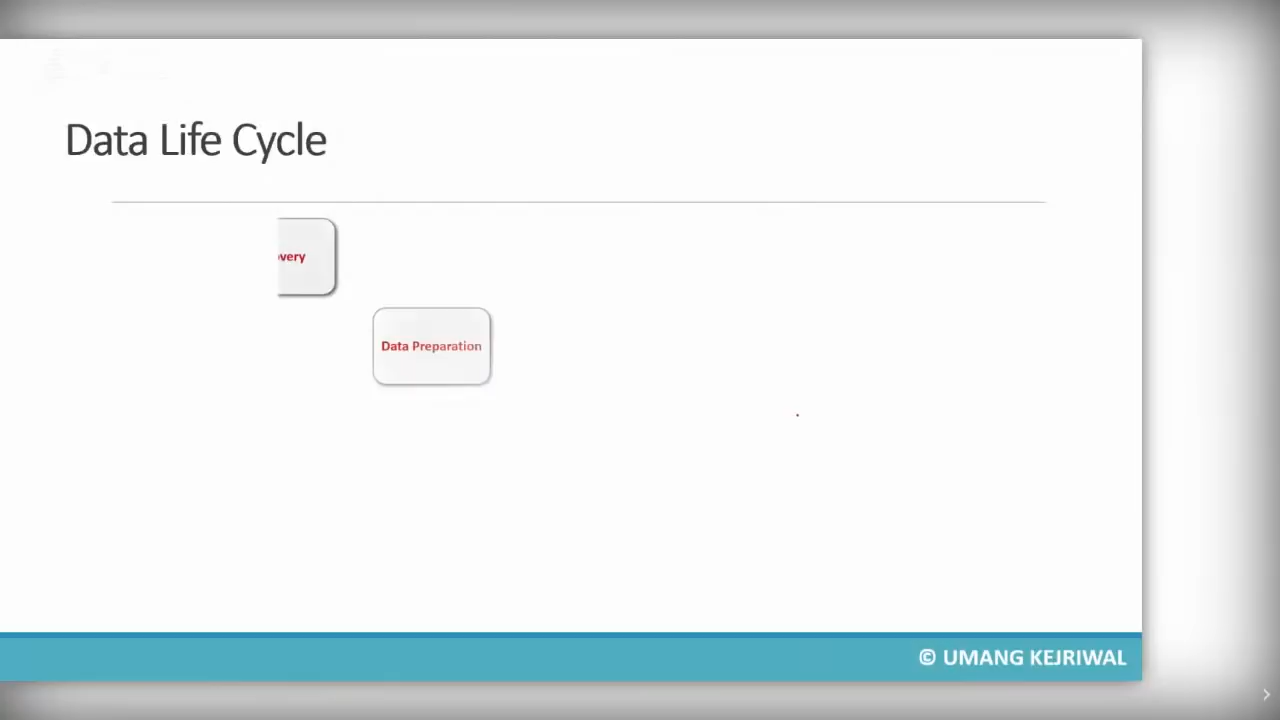 Data Life Cycle
very
Data Preparation
© UMANG KEJRIWAL